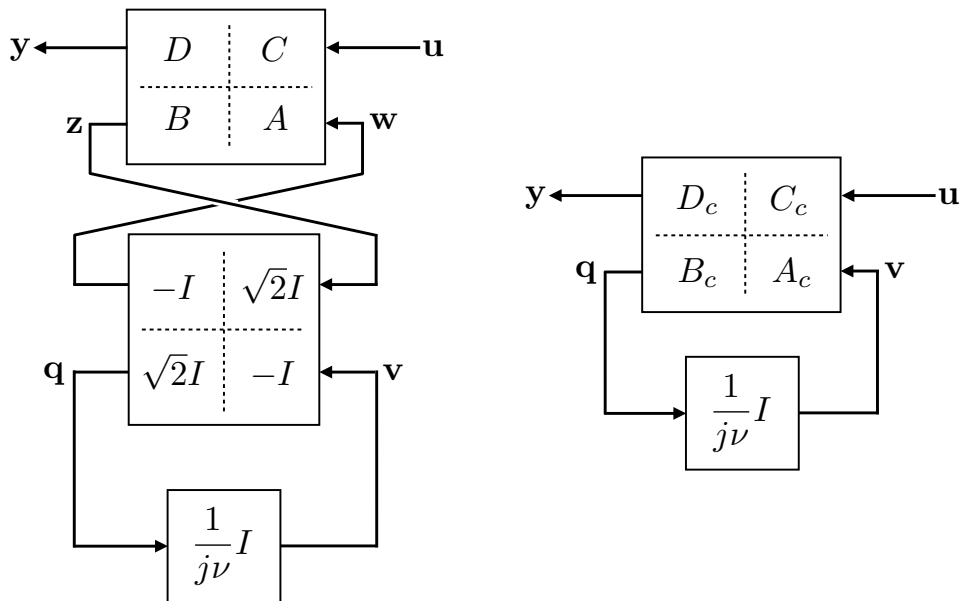 y D C u
z B A w
-I √2I
q √2I -I v
1/jν I
y D_c C_c u
q B_c A_c v
1/jν I